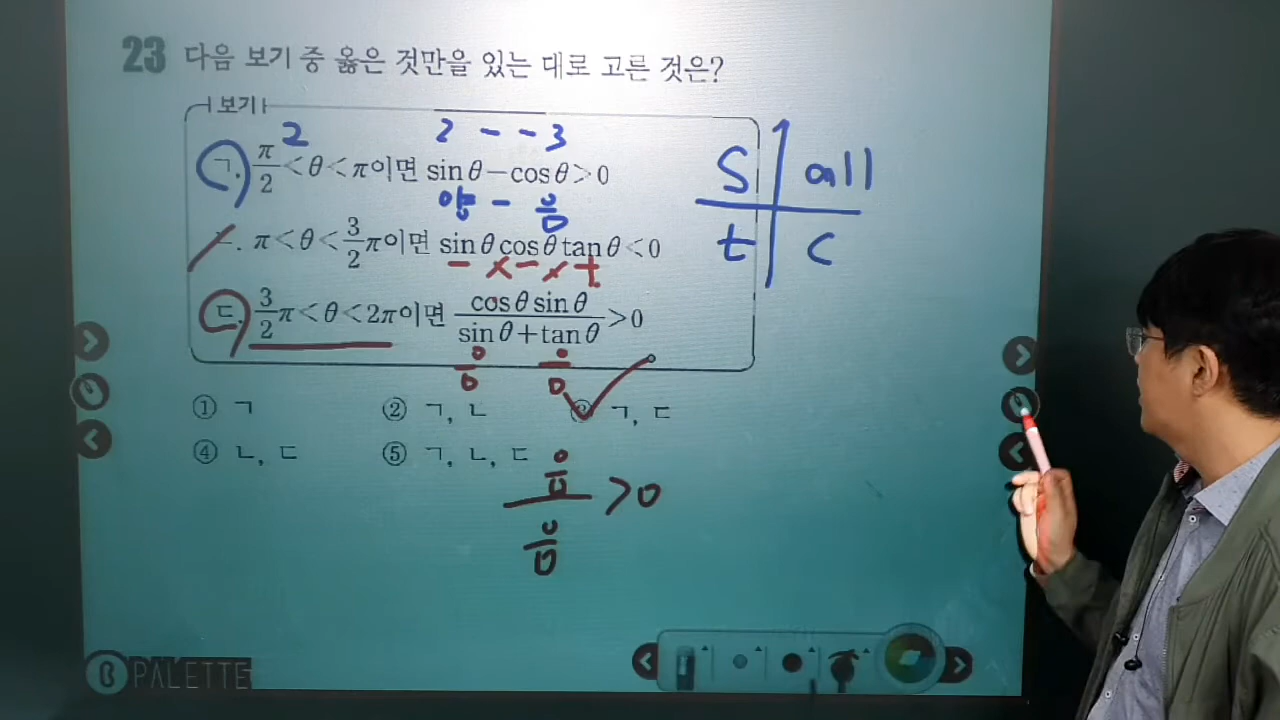 23 다음 보기 중 옳은 것만을 있는 대로 고른 것은?
보기
2 2 - - 3
ㄱ. π/2<θ<π이면 sinθ-cosθ>0
양 - 음
ㄴ. π<θ<3/2π이면 sinθcosθtanθ<0
- × - × +
ㄷ. 3/2π<θ<2π이면 cosθsinθ/sinθ+tanθ>0
음 음
S all
t c
① ㄱ ② ㄱ, ㄴ ③ ㄱ, ㄷ
④ ㄴ, ㄷ ⑤ ㄱ, ㄴ, ㄷ
음/음 >0
PALETTE